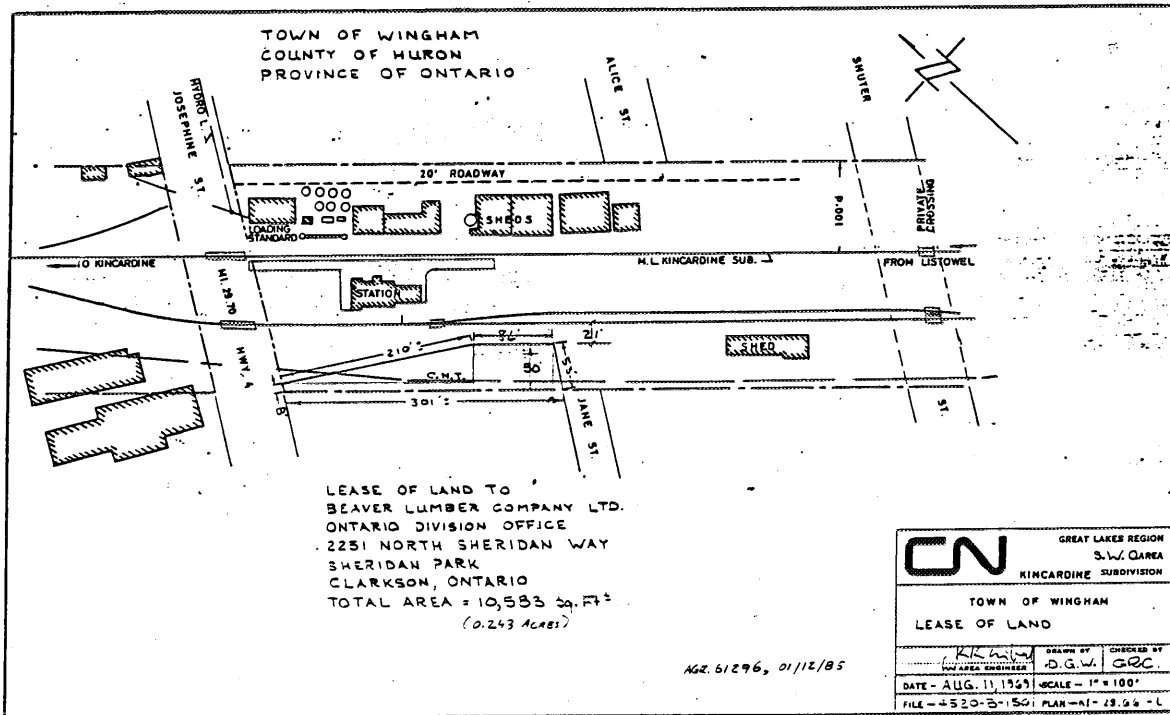 TOWN OF WINGHAM
COUNTY OF HURON
PROVINCE OF ONTARIO
HYDRO L.
JOSEPHINE ST.
ALICE ST.
SHUTER
20' ROADWAY
100'
PRIVATE CROSSING
LOADING STANDARD
SHEDS
TO KINCARDINE
M.L. KINCARDINE SUB.
FROM LISTOWEL
STATION
MI. 29.70
HWY. 4
210'±
86'
21'
50'
53'
SHED
C.N.T.
301'±
8'
JANE ST.
ST.
LEASE OF LAND TO
BEAVER LUMBER COMPANY LTD.
ONTARIO DIVISION OFFICE
2251 NORTH SHERIDAN WAY
SHERIDAN PARK
CLARKSON, ONTARIO
TOTAL AREA = 10,583 Sq. Ft±
(0.243 ACRES)
AGZ. 61296, 01/12/85
CN
GREAT LAKES REGION
S.W. O. AREA
KINCARDINE SUBDIVISION
TOWN OF WINGHAM
LEASE OF LAND
AREA ENGINEER
DRAWN BY
D.G.W.
CHECKED BY
GRC.
DATE - AUG. 11, 1969
SCALE - 1" = 100'
FILE -
PLAN -